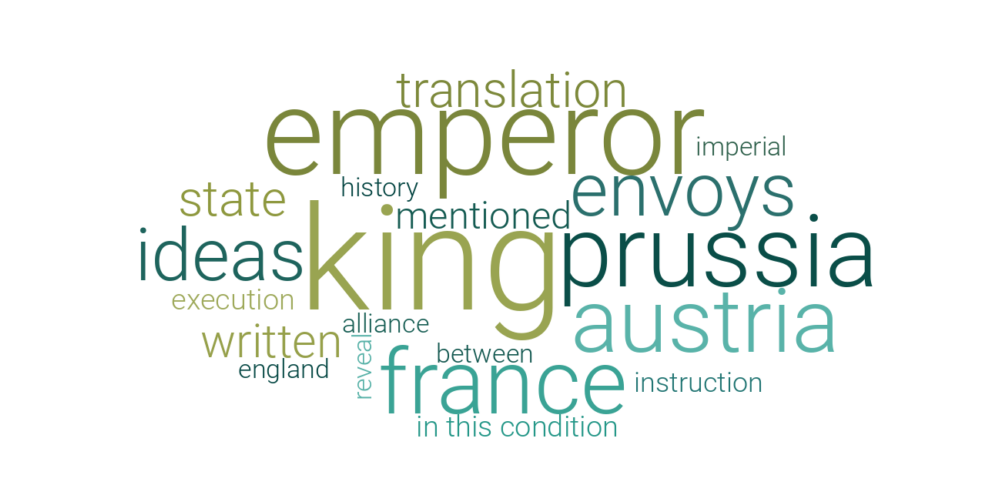 translation
emperor
imperial
history
envoys
state
mentioned
king
prussia
ideas
execution
austria
alliance
written
between
reveal
england
france
instruction
in this condition